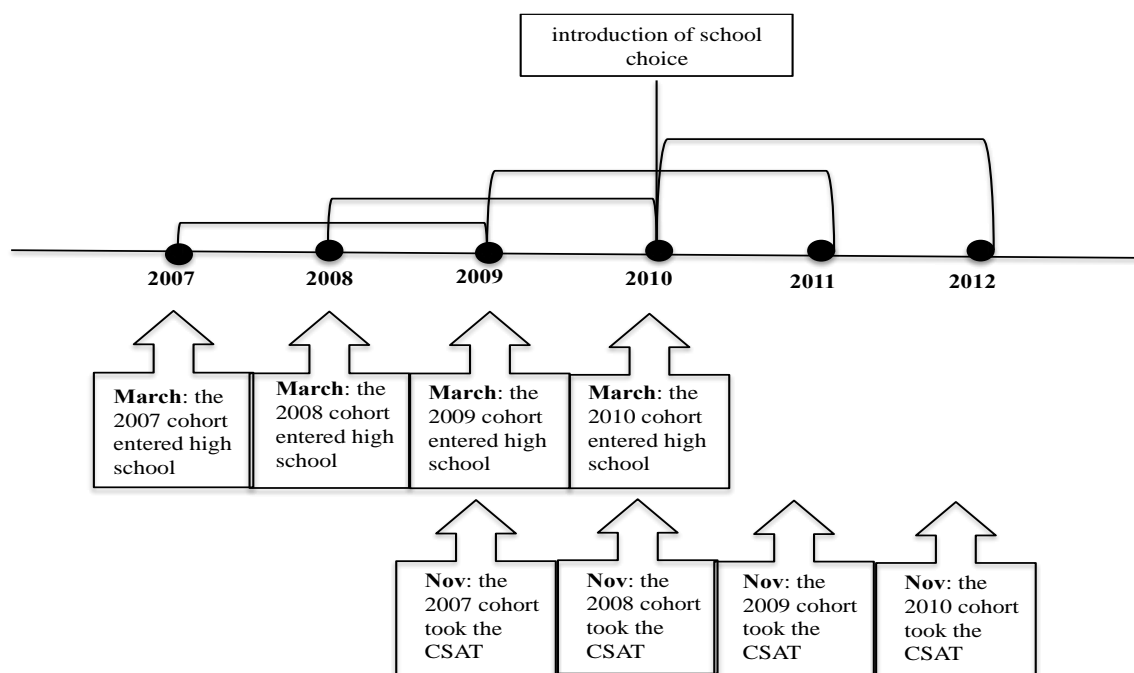 introduction of school
choice
2007
2008
2009
2010
2011
2012
March: the
2007 cohort
entered high
school
March: the
2008 cohort
entered high
school
March: the
2009 cohort
entered high
school
March: the
2010 cohort
entered high
school
Nov: the
2007 cohort
took the
CSAT
Nov: the
2008 cohort
took the
CSAT
Nov: the
2009 cohort
took the
CSAT
Nov: the
2010 cohort
took the
CSAT